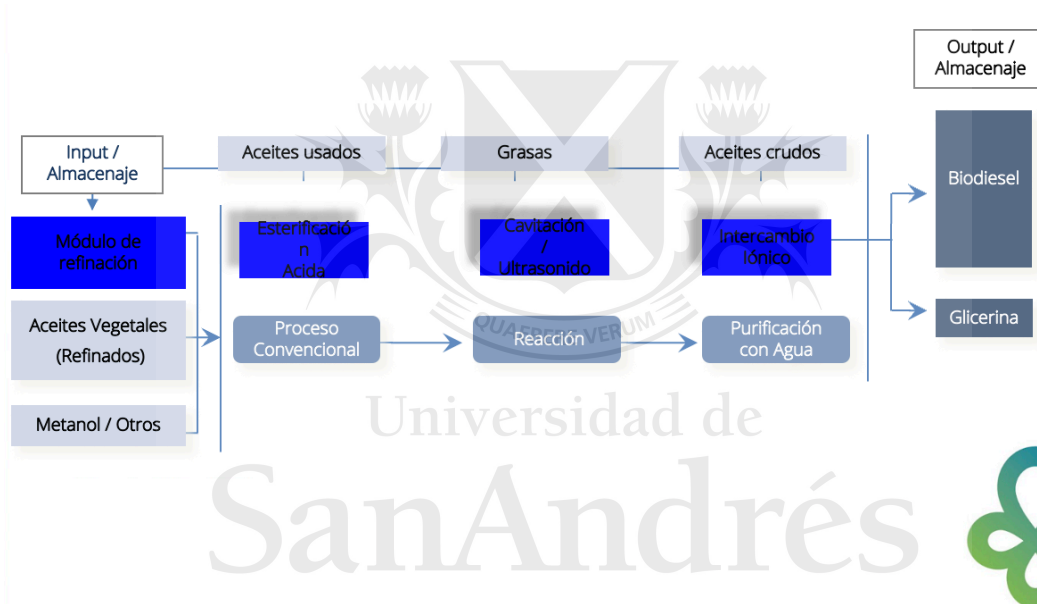 Output /
Almacenaje
Input /
Almacenaje
Aceites usados
Grasas
Aceites crudos
Biodiesel
Módulo de
refinación
Esterificació
n
Acida
Cavitación
/
Ultrasonido
Intercambio
Iónico
Aceites Vegetales
(Refinados)
Proceso
Convencional
Reacción
Purificación
con Agua
Glicerina
Metanol / Otros
QUAERERE VERUM
Universidad de
SanAndrés